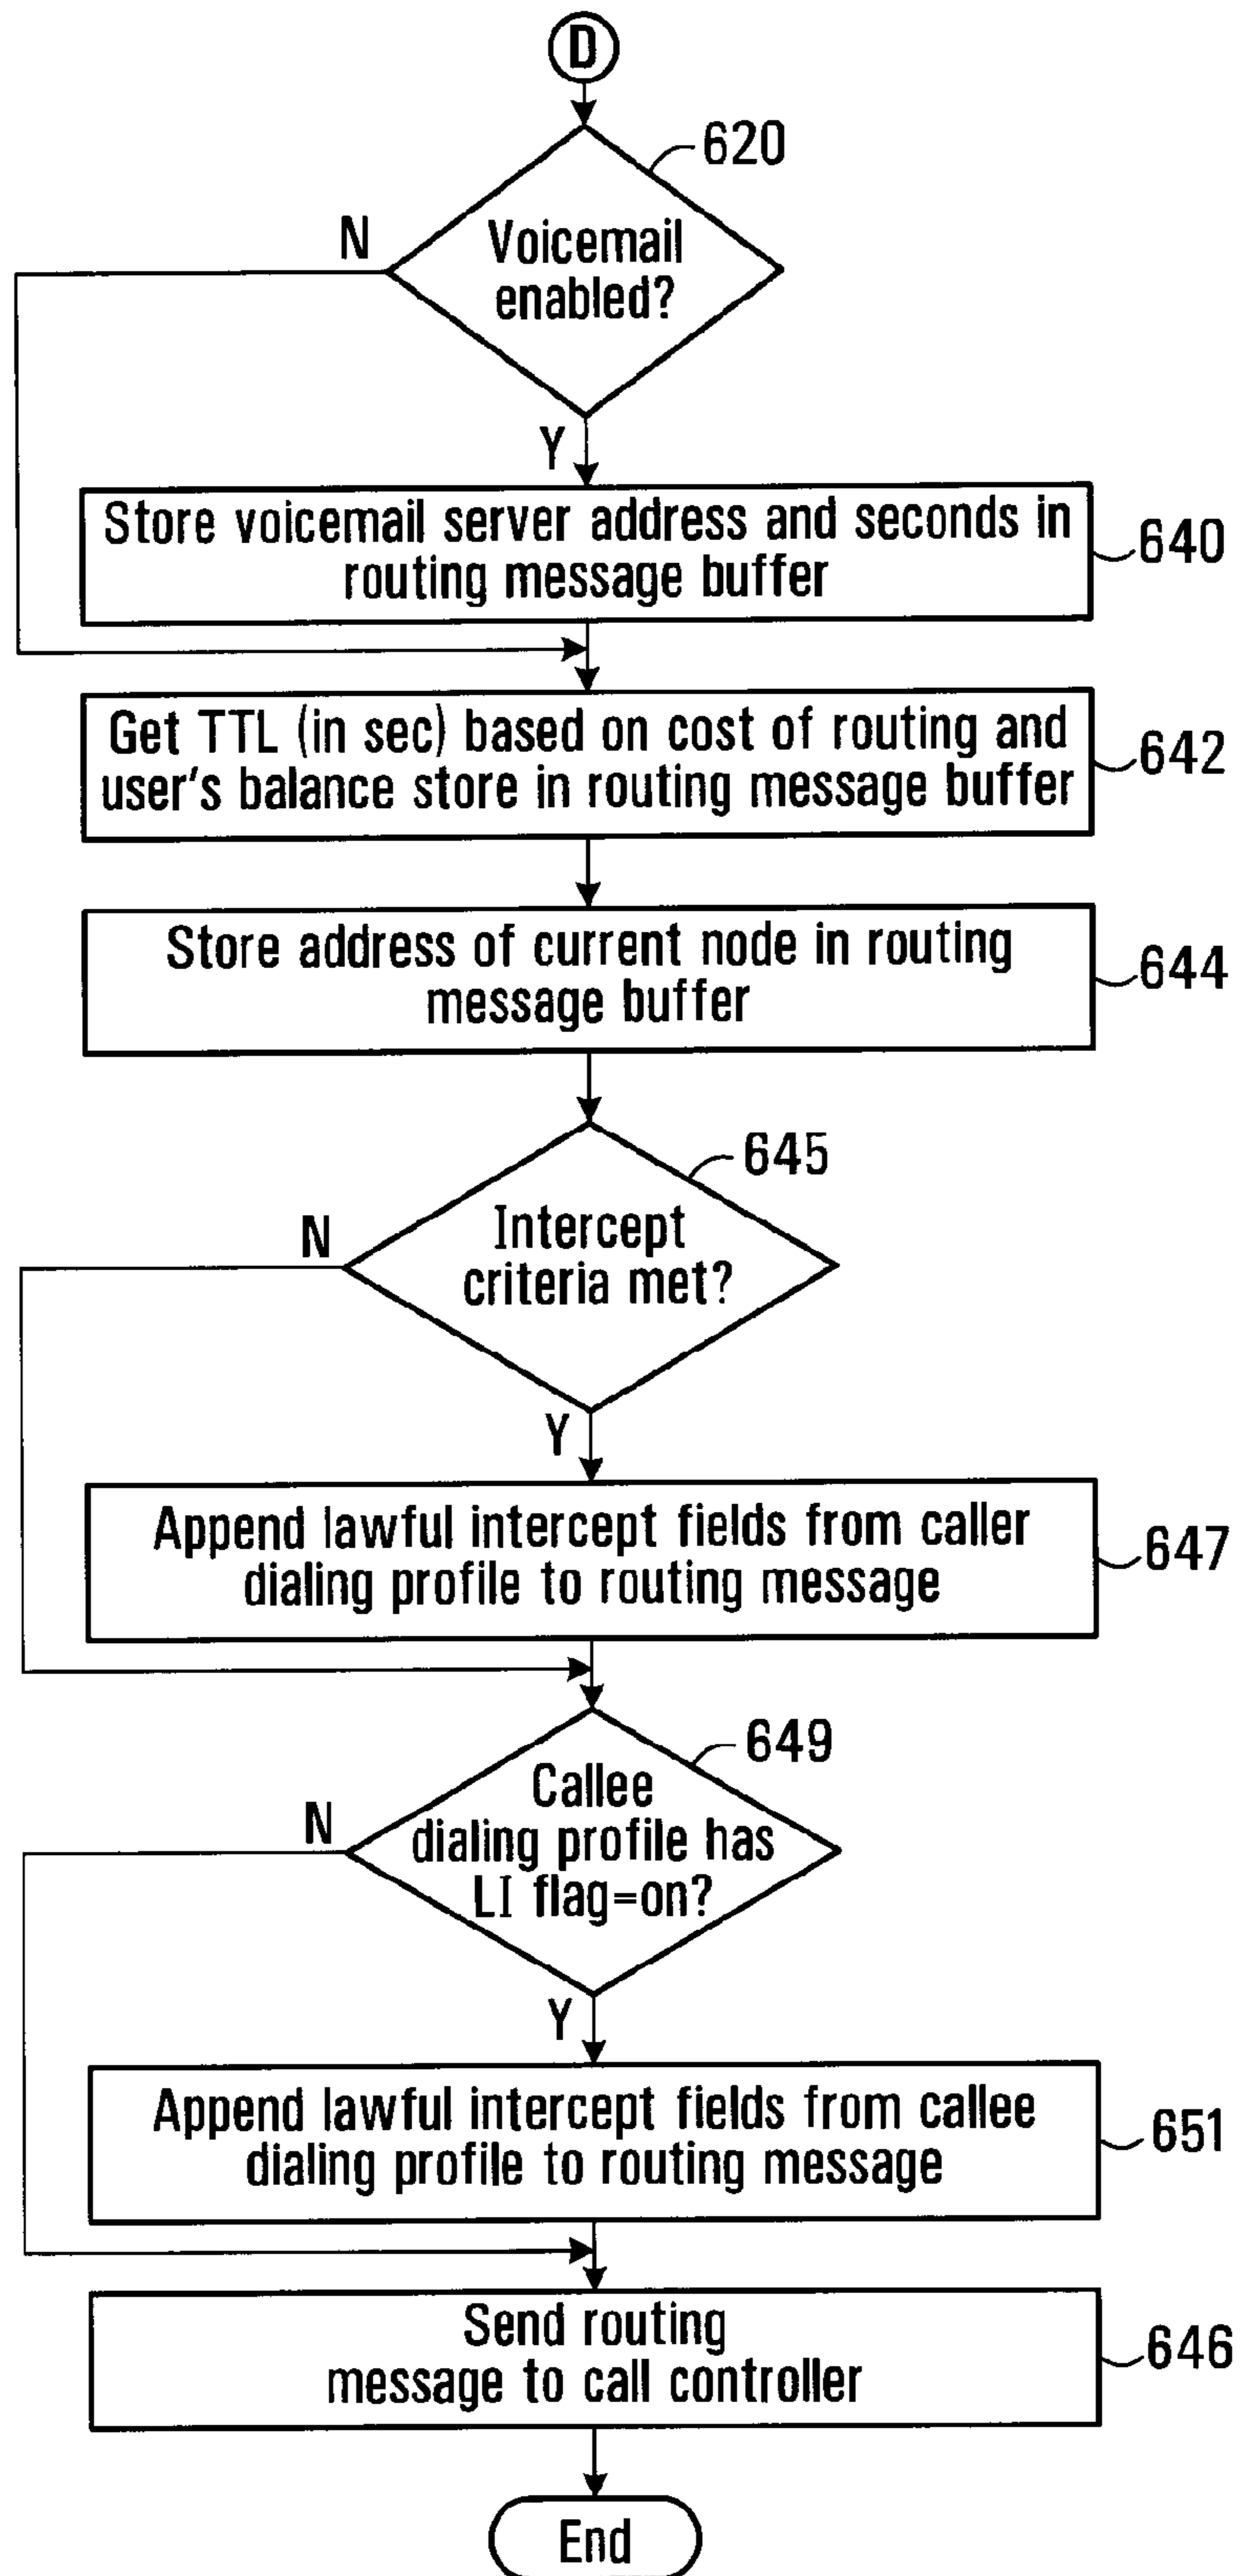 D
620
N
Voicemail
enabled?
Y
Store voicemail server address and seconds in
routing message buffer
640
Get TTL (in sec) based on cost of routing and
user's balance store in routing message buffer
642
Store address of current node in routing
message buffer
644
645
N
Intercept
criteria met?
Y
Append lawful intercept fields from caller
dialing profile to routing message
647
649
N
Callee
dialing profile has
LI flag=on?
Y
Append lawful intercept fields from callee
dialing profile to routing message
651
Send routing
message to call controller
646
End